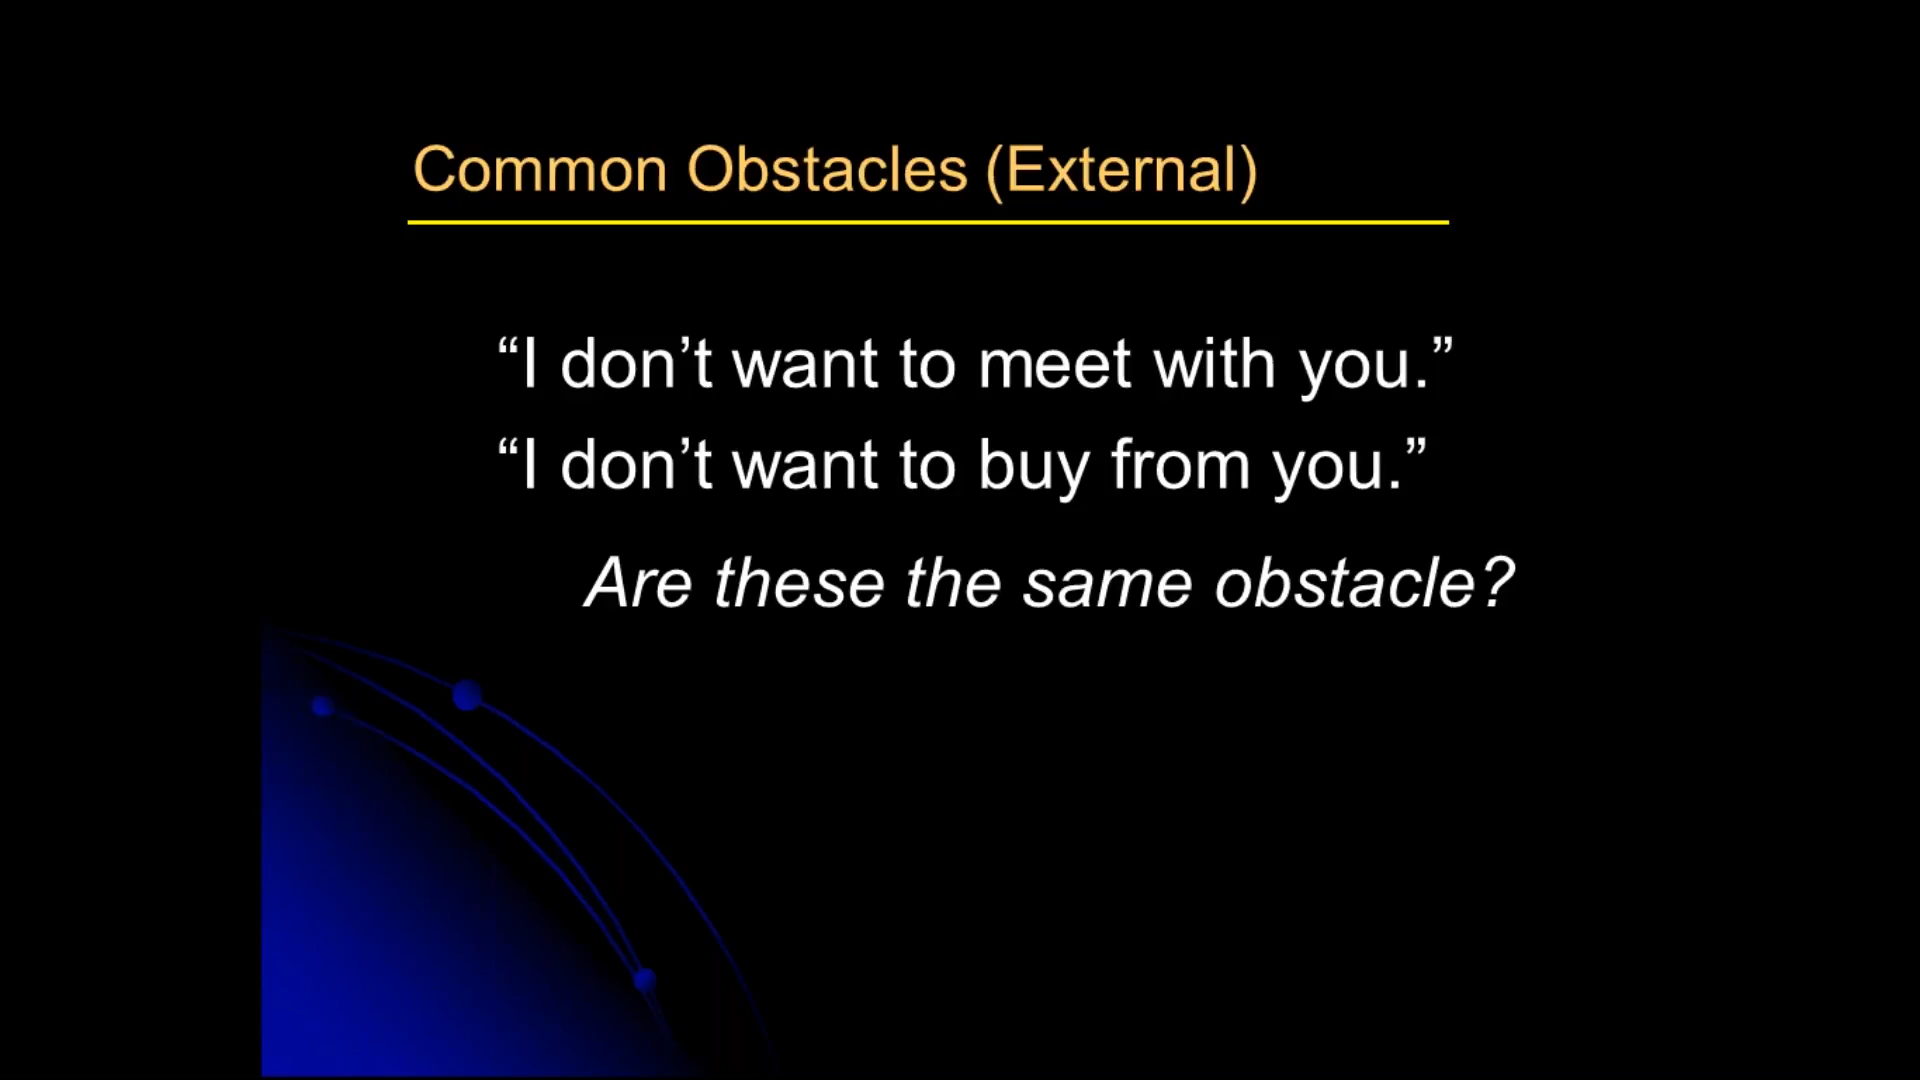 Common Obstacles (External)
“I don’t want to meet with you.”
“I don’t want to buy from you.”
Are these the same obstacle?